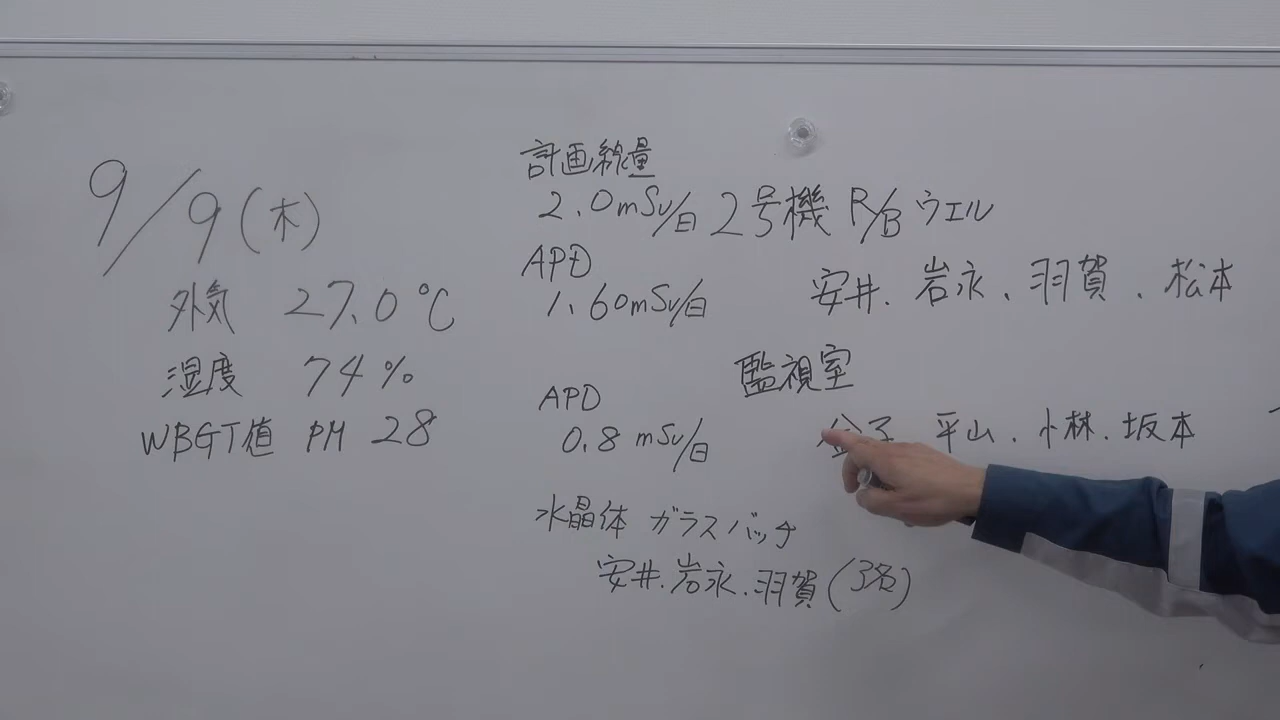 9/9(木)
外気 27.0℃
湿度 74%
WBGT値 PM 28
計画線量
2.0mSv/日 2号機 R/B ウエル
APD
1.60mSv/日 安井、岩永、羽賀、松本
監視室
APD
0.8 mSv/日 平山、小林、坂本
水晶体 ガラスバッチ
安井、岩永、羽賀(3名)